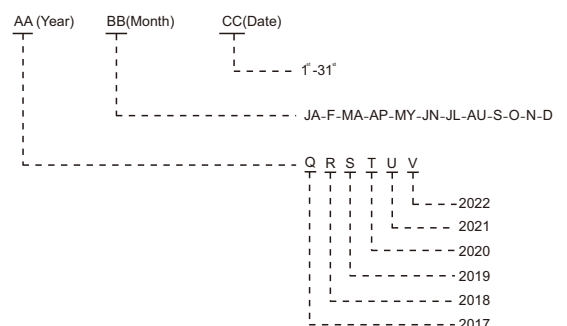 AA (Year) BB(Month) CC(Date)
1st-31st
JA-F-MA-AP-MY-JN-JL-AU-S-O-N-D
Q R S T U V
2022
2021
2020
2019
2018
2017